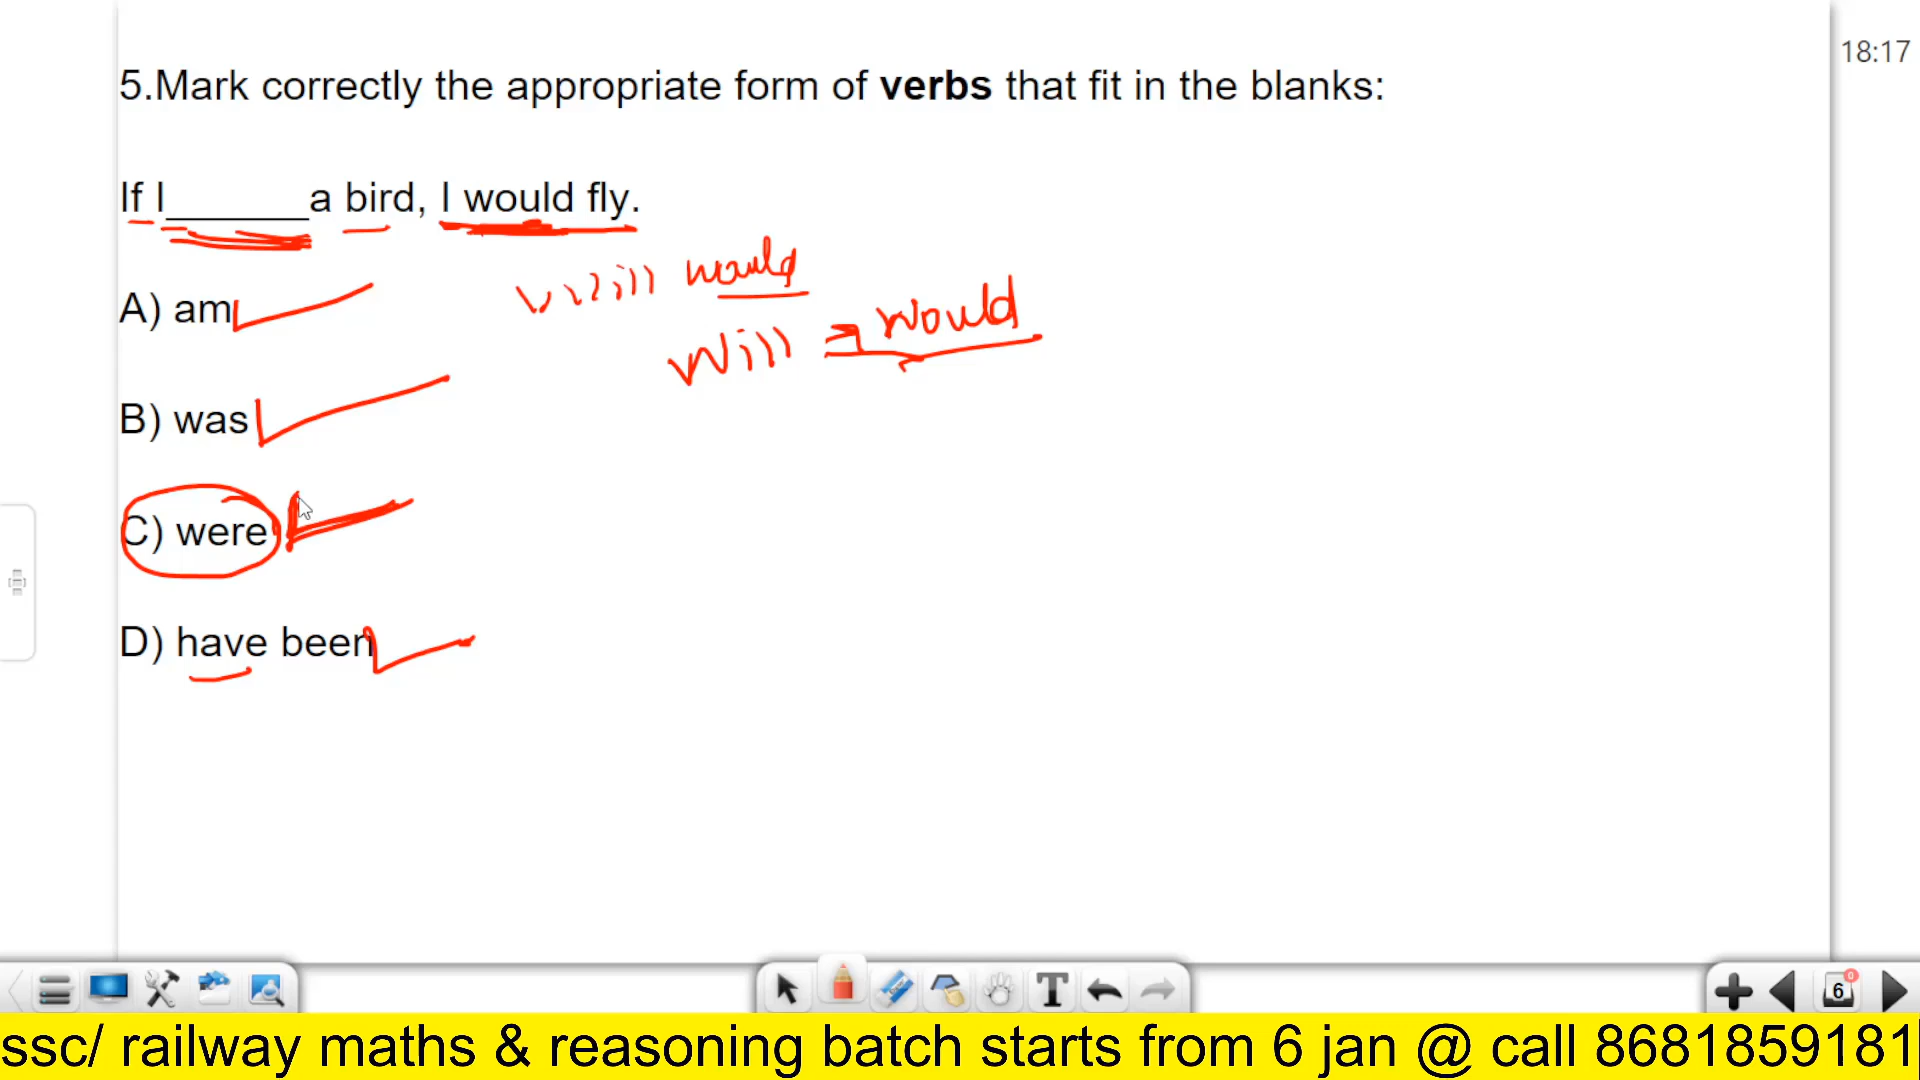 18:17
5.Mark correctly the appropriate form of verbs that fit in the blanks:
If I______a bird, I would fly.
will would
will would
A) am
B) was
C) were
D) have been
T
6
0
ssc/ railway maths & reasoning batch starts from 6 jan @ call 8681859181